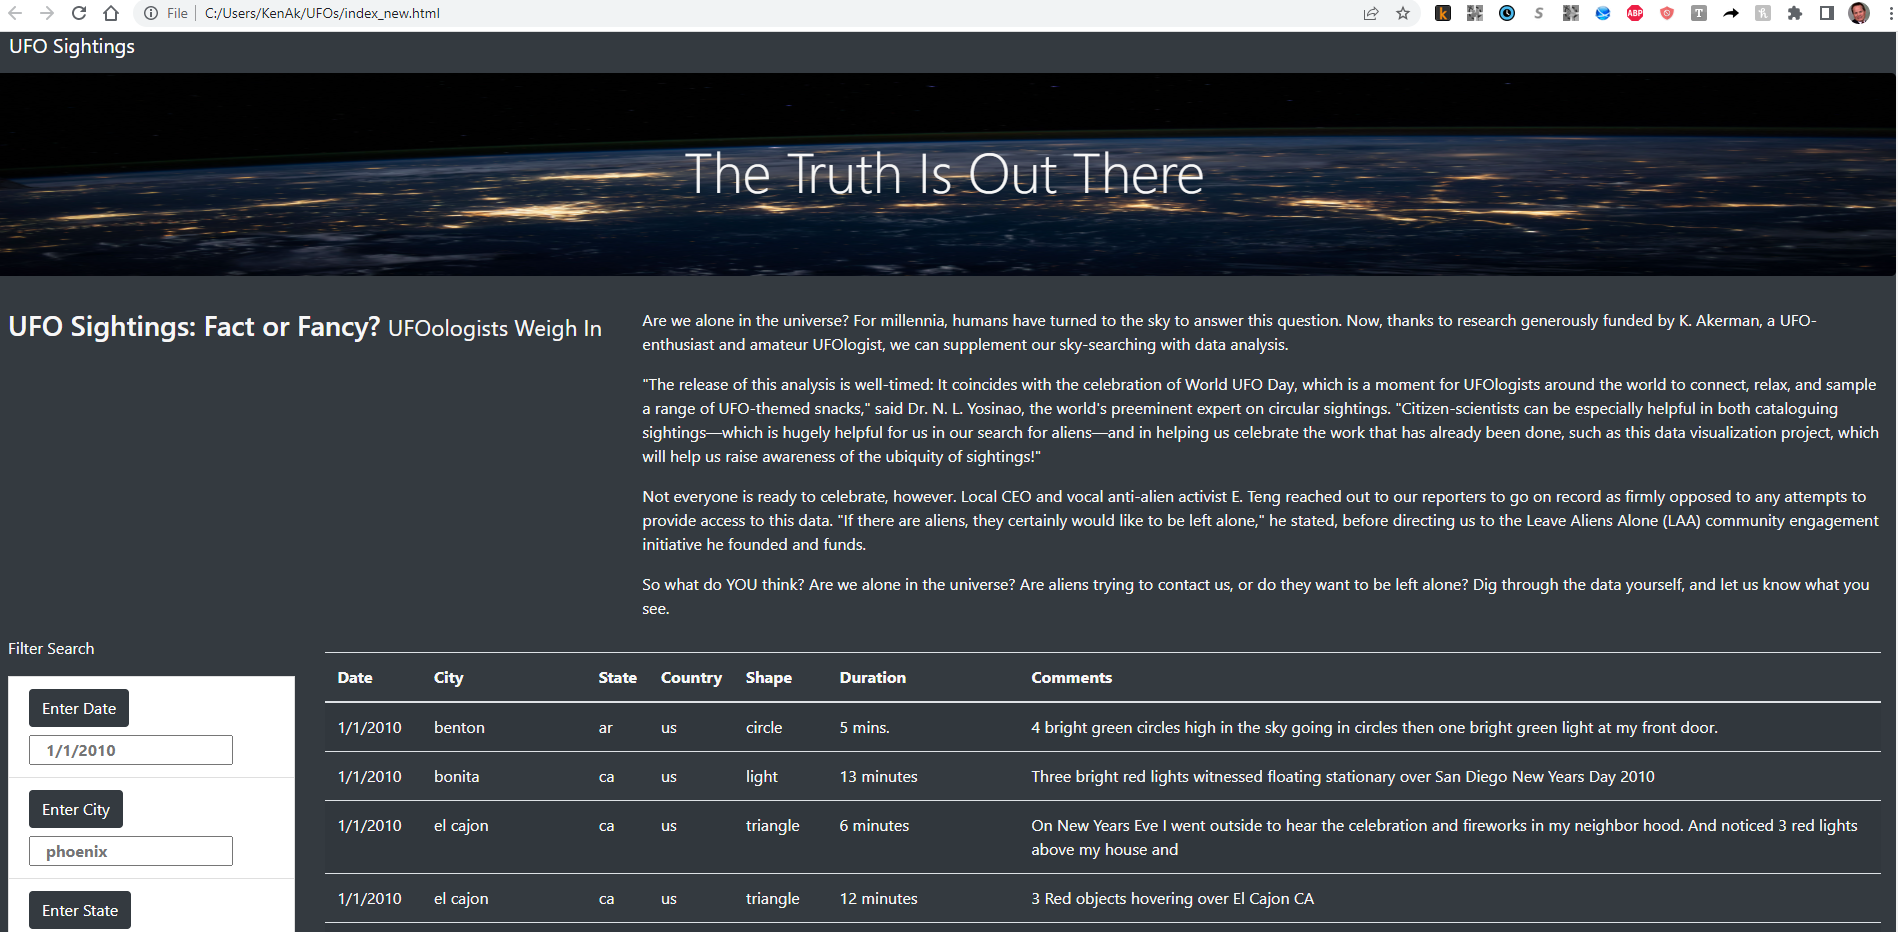 File C:/Users/KenAk/UFOs/index_new.html
UFO Sightings
The Truth Is Out There
UFO Sightings: Fact or Fancy? UFOologists Weigh In
Are we alone in the universe? For millennia, humans have turned to the sky to answer this question. Now, thanks to research generously funded by K. Akerman, a UFO-
enthusiast and amateur UFOlogist, we can supplement our sky-searching with data analysis.
"The release of this analysis is well-timed: It coincides with the celebration of World UFO Day, which is a moment for UFOlogists around the world to connect, relax, and sample
a range of UFO-themed snacks," said Dr. N. L. Yosinao, the world's preeminent expert on circular sightings. "Citizen-scientists can be especially helpful in both cataloguing
sightings—which is hugely helpful for us in our search for aliens—and in helping us celebrate the work that has already been done, such as this data visualization project, which
will help us raise awareness of the ubiquity of sightings!"
Not everyone is ready to celebrate, however. Local CEO and vocal anti-alien activist E. Teng reached out to our reporters to go on record as firmly opposed to any attempts to
provide access to this data. "If there are aliens, they certainly would like to be left alone," he stated, before directing us to the Leave Aliens Alone (LAA) community engagement
initiative he founded and funds.
So what do YOU think? Are we alone in the universe? Are aliens trying to contact us, or do they want to be left alone? Dig through the data yourself, and let us know what you
see.
Filter Search
Enter Date
1/1/2010
Enter City
phoenix
Enter State
Date City State Country Shape Duration Comments
1/1/2010 benton ar us circle 5 mins. 4 bright green circles high in the sky going in circles then one bright green light at my front door.
1/1/2010 bonita ca us light 13 minutes Three bright red lights witnessed floating stationary over San Diego New Years Day 2010
1/1/2010 el cajon ca us triangle 6 minutes On New Years Eve I went outside to hear the celebration and fireworks in my neighbor hood. And noticed 3 red lights
above my house and
1/1/2010 el cajon ca us triangle 12 minutes 3 Red objects hovering over El Cajon CA